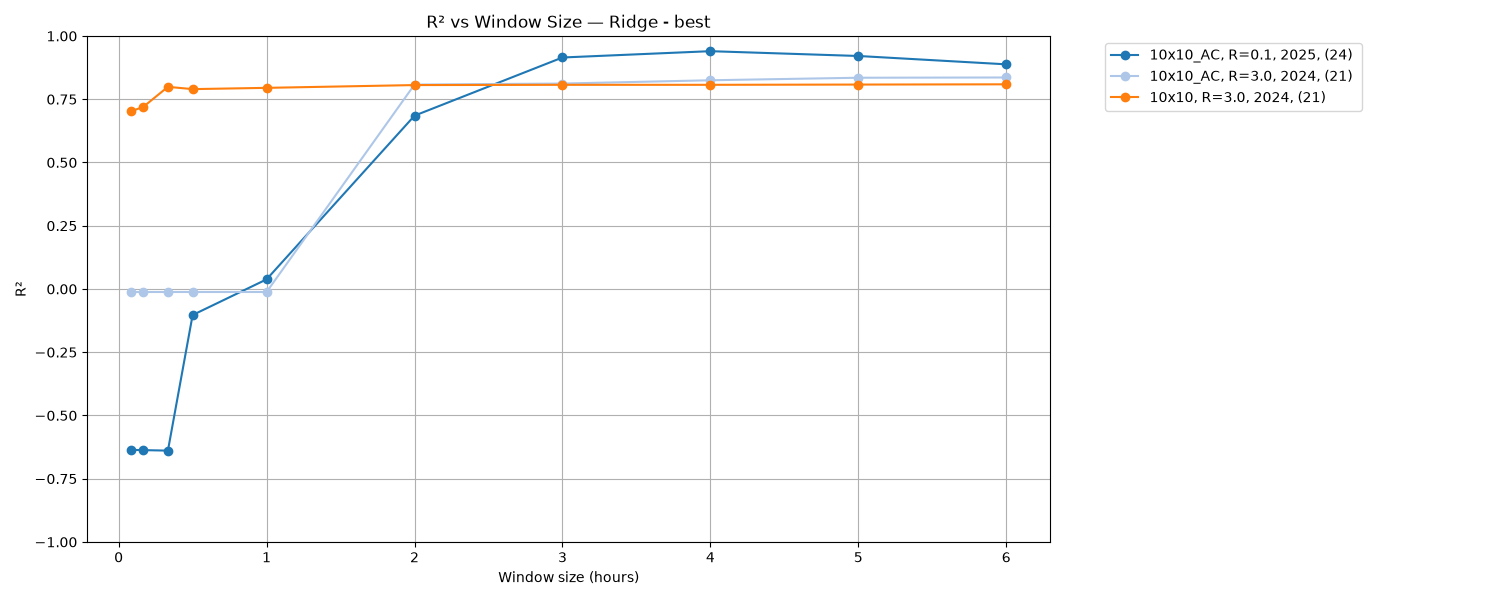 R² vs Window Size — Ridge - best
10x10_AC, R=0.1, 2025, (24)
10x10_AC, R=3.0, 2024, (21)
10x10, R=3.0, 2024, (21)
1.00
0.75
0.50
0.25
0.00
−0.25
−0.50
−0.75
−1.00
R²
0 1 2 3 4 5 6
Window size (hours)